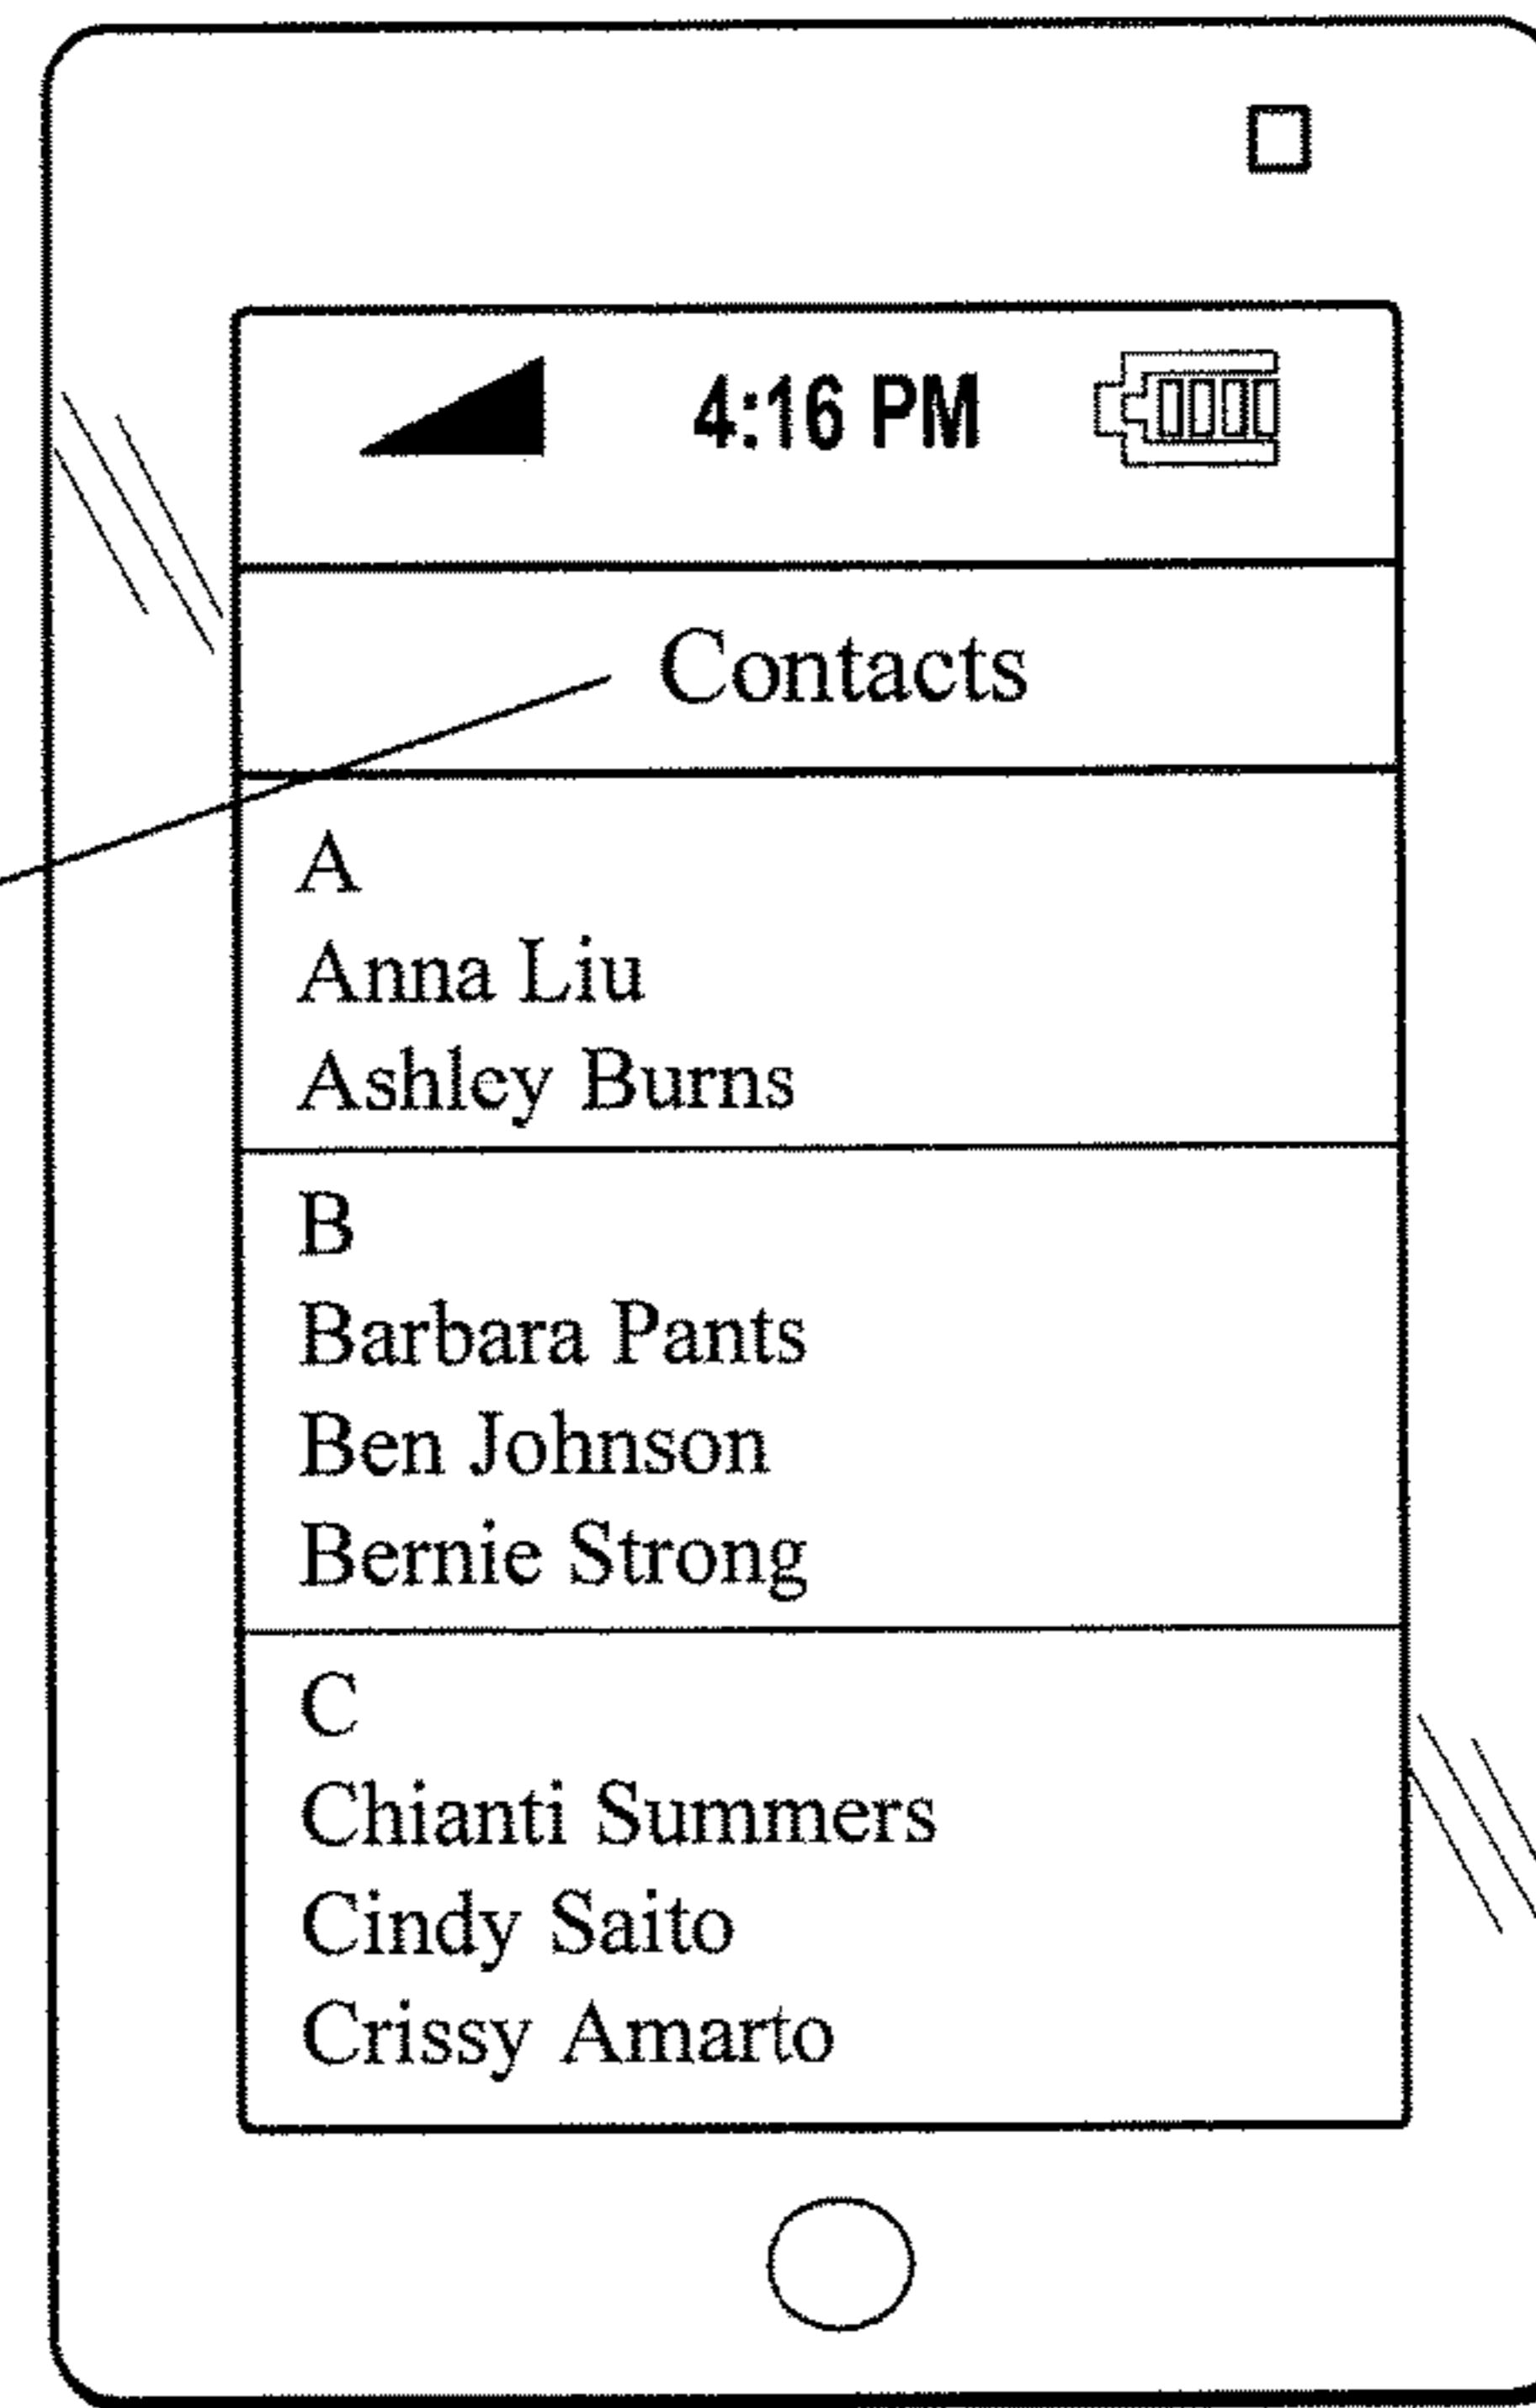 4:16 PM
Contacts
A
Anna Liu
Ashley Burns
B
Barbara Pants
Ben Johnson
Bernie Strong
C
Chianti Summers
Cindy Saito
Crissy Amarto